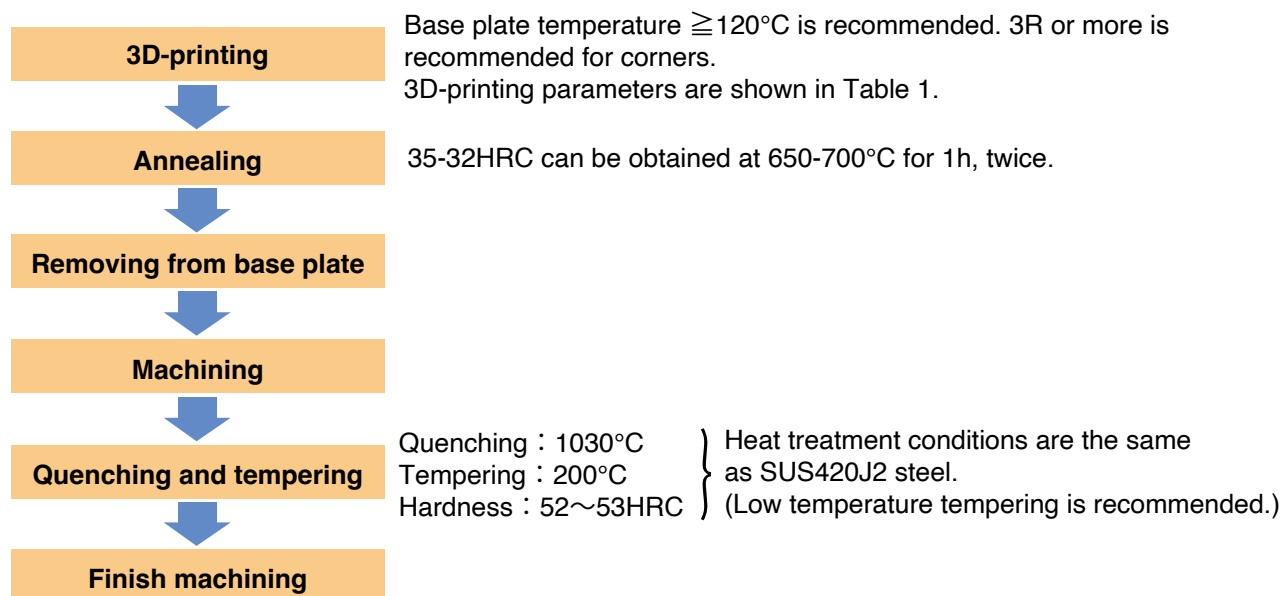 3D-printing
Base plate temperature ≧120°C is recommended. 3R or more is
recommended for corners.
3D-printing parameters are shown in Table 1.
Annealing
35-32HRC can be obtained at 650-700°C for 1h, twice.
Removing from base plate
Machining
Quenching and tempering
Quenching：1030°C
Tempering：200°C
Hardness：52〜53HRC
Heat treatment conditions are the same
as SUS420J2 steel.
(Low temperature tempering is recommended.)
Finish machining